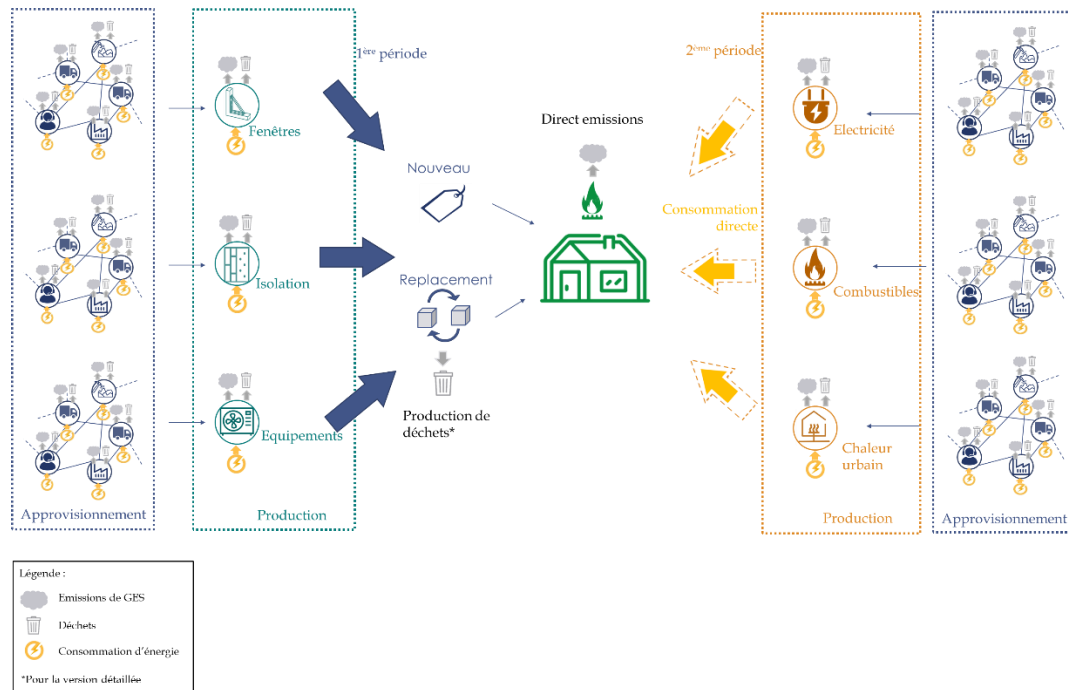 1ère période
2ème période
Direct emissions
Fenêtres
Electricité
Nouveau
Consommation
directe
Isolation
Replacement
Combustibles
Equipements
Production de
déchets*
Chaleur
urbain
Approvisionnement
Production
Production
Approvisionnement
Légende :
Emissions de GES
Déchets
Consommation d'énergie
*Pour la version détaillée